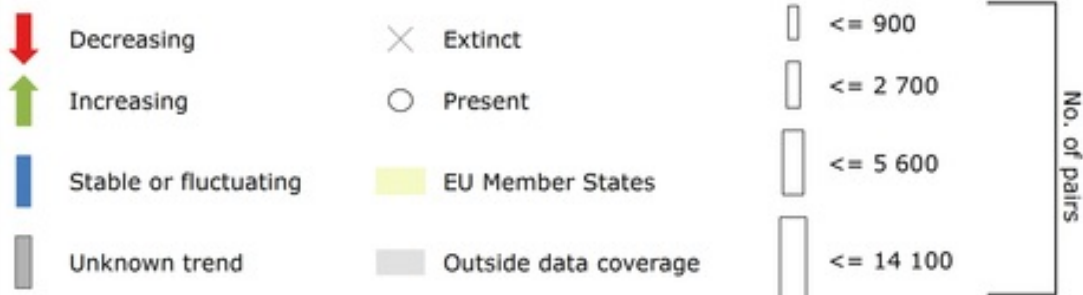 Decreasing
Increasing
Stable or fluctuating
Unknown trend
Extinct
Present
EU Member States
Outside data coverage
<= 900
<= 2 700
<= 5 600
<= 14 100
No. of pairs